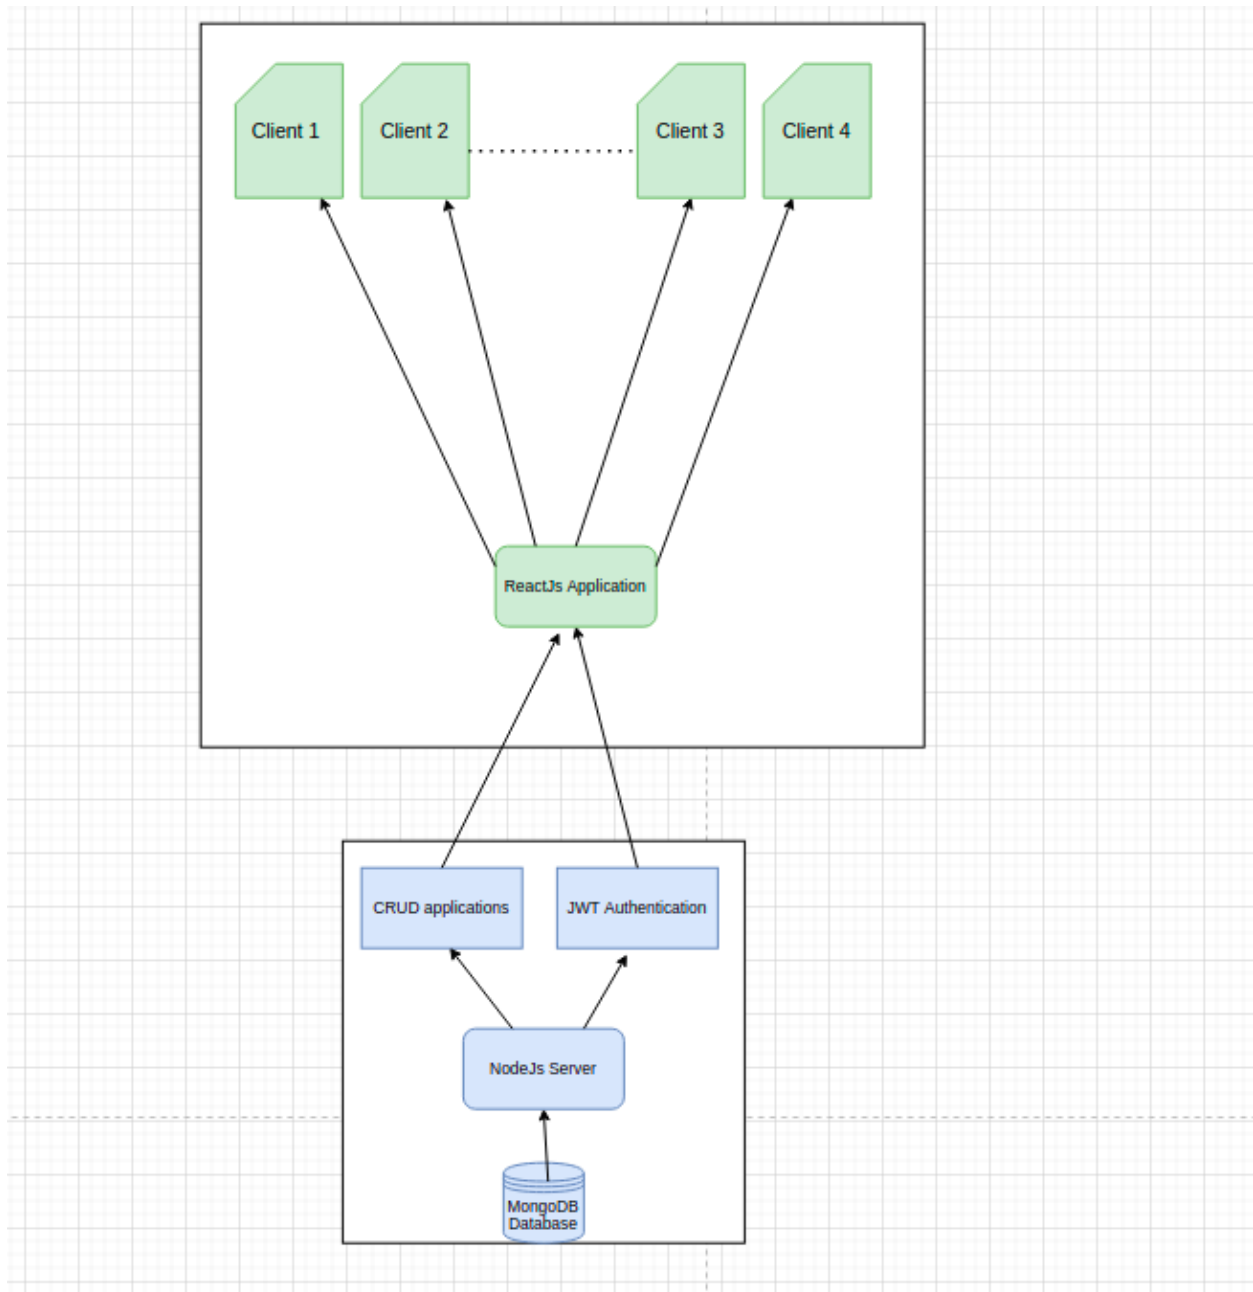 Client 1
Client 2
Client 3
Client 4
ReactJs Application
CRUD applications
JWT Authentication
NodeJs Server
MongoDB
Database